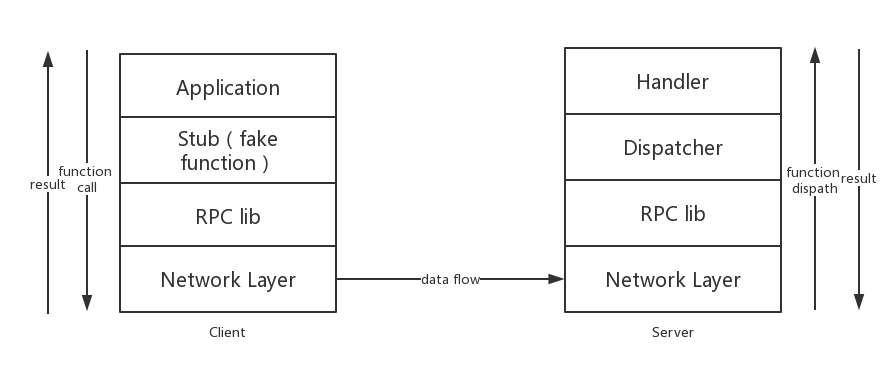 Application
Stub ( fake
function )
RPC lib
Network Layer
Client
result
function
call
data flow
Handler
Dispatcher
RPC lib
Network Layer
Server
function
dispath
result